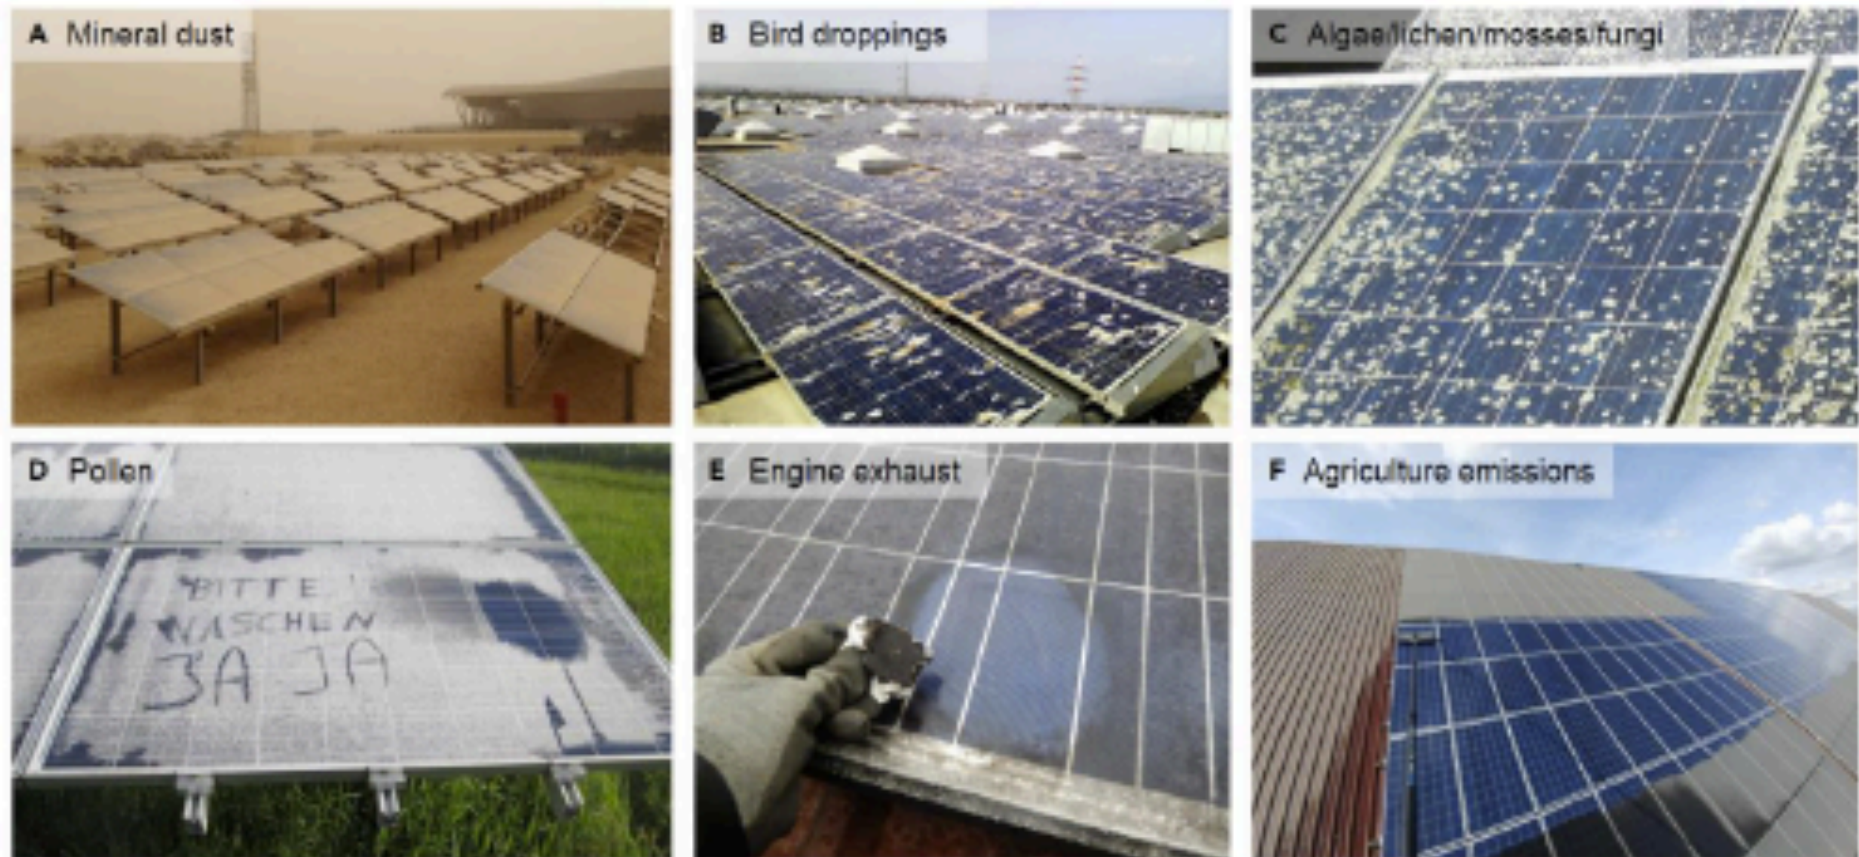 A Mineral dust
B Bird droppings
C Algae/lichen/mosses/fungi
D Pollen
BITTE
WASCHEN
JA JA
E Engine exhaust
F Agriculture emissions